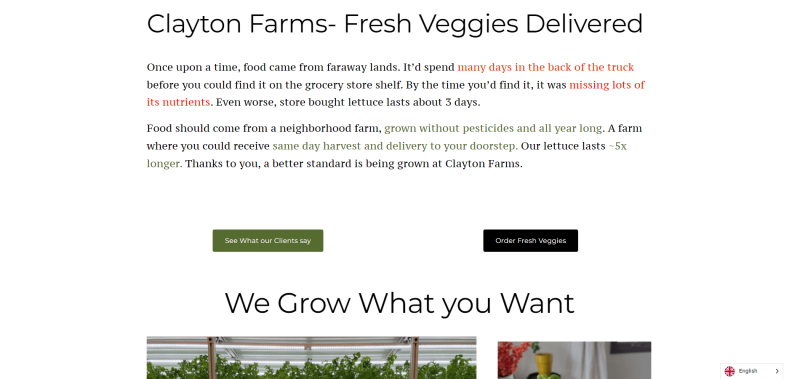 Clayton Farms- Fresh Veggies Delivered
Once upon a time, food came from faraway lands. It’d spend many days in the back of the truck
before you could find it on the grocery store shelf. By the time you’d find it, it was missing lots of
its nutrients. Even worse, store bought lettuce lasts about 3 days.
Food should come from a neighborhood farm, grown without pesticides and all year long. A farm
where you could receive same day harvest and delivery to your doorstep. Our lettuce lasts ~5x
longer. Thanks to you, a better standard is being grown at Clayton Farms.
See What our Clients say
Order Fresh Veggies
We Grow What you Want
English